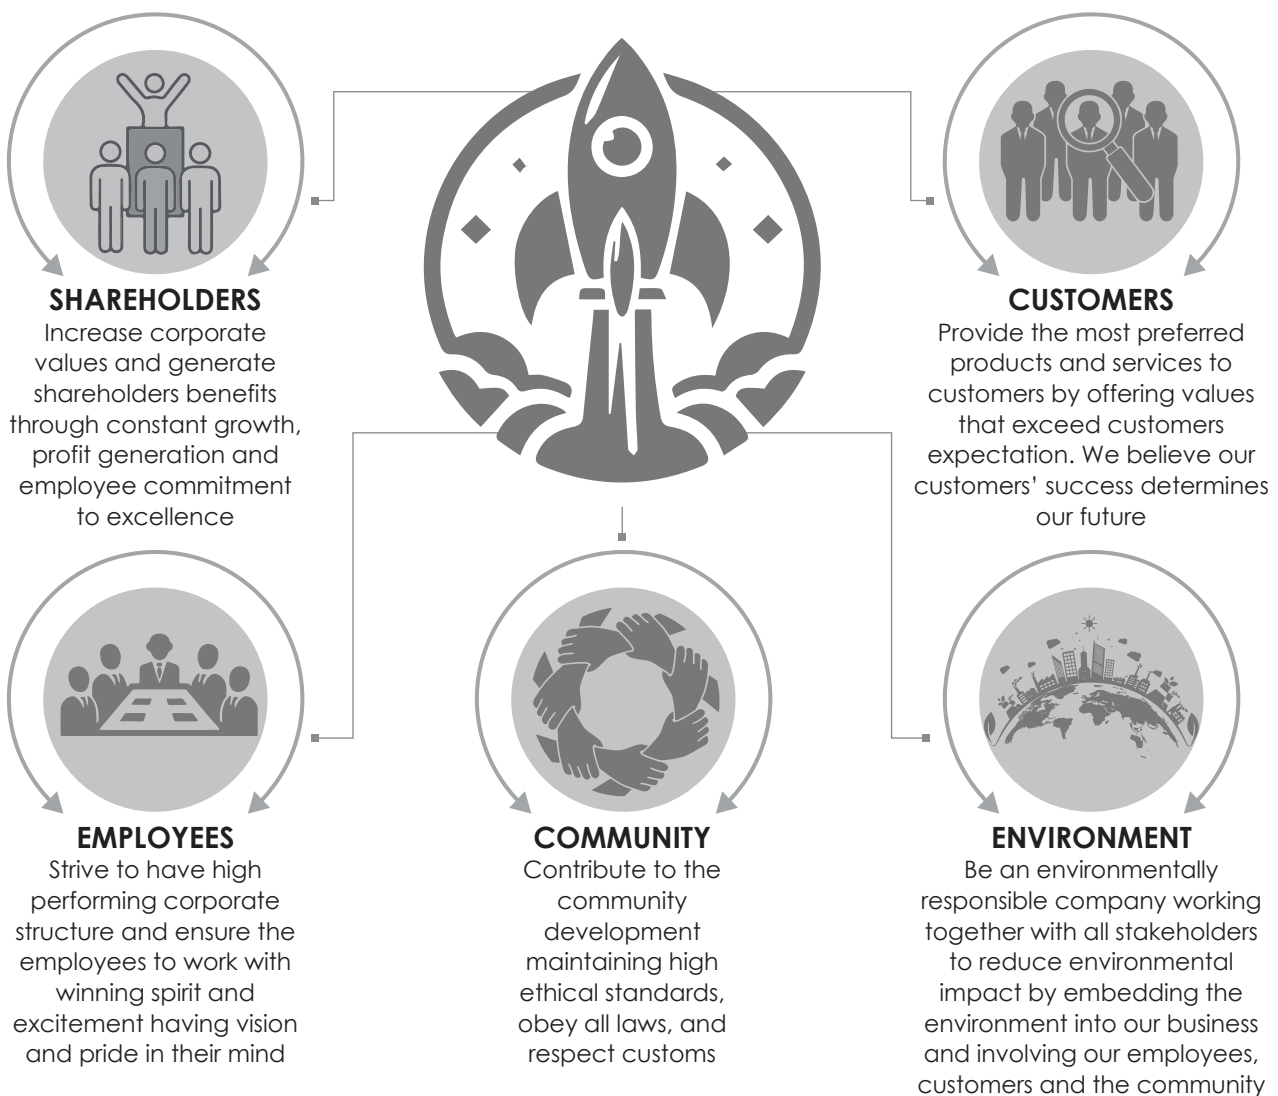 SHAREHOLDERS
Increase corporate
values and generate
shareholders benefits
through constant growth,
profit generation and
employee commitment
to excellence
CUSTOMERS
Provide the most preferred
products and services to
customers by offering values
that exceed customers
expectation. We believe our
customers’ success determines
our future
EMPLOYEES
Strive to have high
performing corporate
structure and ensure the
employees to work with
winning spirit and
excitement having vision
and pride in their mind
COMMUNITY
Contribute to the
community
development
maintaining high
ethical standards,
obey all laws, and
respect customs
ENVIRONMENT
Be an environmentally
responsible company working
together with all stakeholders
to reduce environmental
impact by embedding the
environment into our business
and involving our employees,
customers and the community